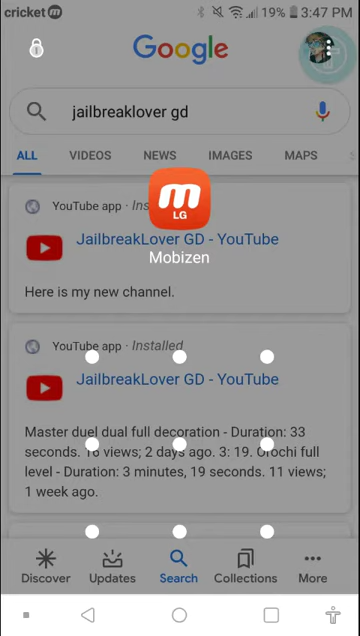 cricket 19% 3:47 PM
Google
jailbreaklover gd
ALL VIDEOS NEWS IMAGES MAPS
YouTube app · Ins
m
LG
JailbreakLover GD - YouTube
Mobizen
Here is my new channel.
YouTube app · Installed
JailbreakLover GD - YouTube
Master duel dual full decoration - Duration: 33
seconds. 16 views; 2 days ago. 3: 19. Orochi full
level - Duration: 3 minutes, 19 seconds. 11 views;
1 week ago.
Discover Updates Search Collections More